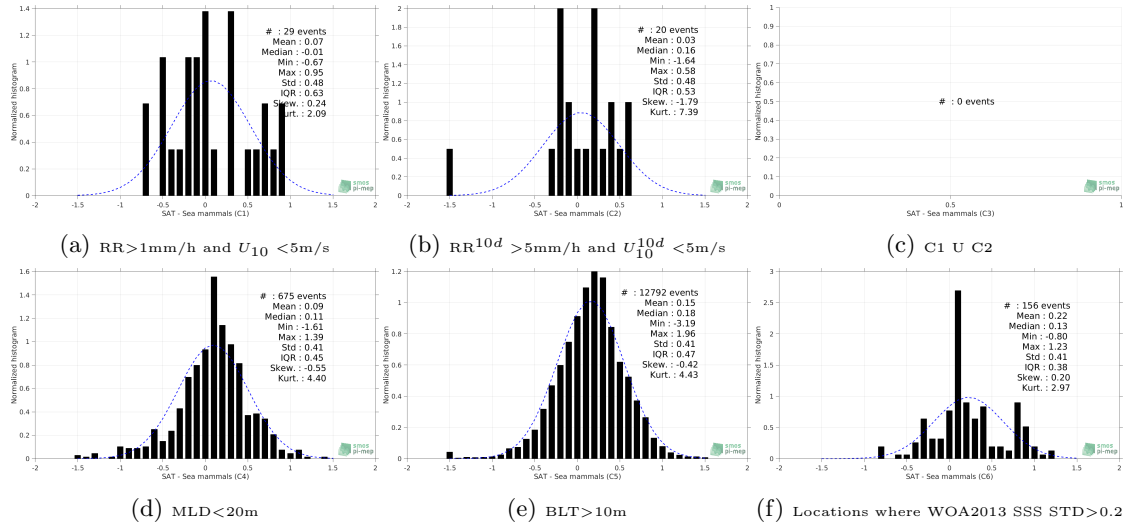 Normalized histogram
1.4
1.2
1
0.8
0.6
0.4
0.2
0
-2
-1.5
-1
-0.5
0
0.5
1
1.5
2
# : 29 events
Mean : 0.07
Median : -0.01
Min : -0.67
Max : 0.95
Std : 0.48
IQR : 0.63
Skew. : 0.24
Kurt. : 2.09
smos
pi-mep
SAT - Sea mammals (C1)
(a) RR>1mm/h and U10 <5m/s
Normalized histogram
2
1.8
1.6
1.4
1.2
1
0.8
0.6
0.4
0.2
0
-2
-1.5
-1
-0.5
0
0.5
1
1.5
2
# : 20 events
Mean : 0.03
Median : 0.16
Min : -1.64
Max : 0.58
Std : 0.48
IQR : 0.53
Skew. : -1.79
Kurt. : 7.39
smos
pi-mep
SAT - Sea mammals (C2)
(b) RR10d >5mm/h and U10d10 <5m/s
Normalized histogram
1
0.9
0.8
0.7
0.6
0.5
0.4
0.3
0.2
0.1
0
0
0.5
1
# : 0 events
smos
pi-mep
SAT - Sea mammals (C3)
(c) C1 U C2
Normalized histogram
1.6
1.4
1.2
1
0.8
0.6
0.4
0.2
0
-2
-1.5
-1
-0.5
0
0.5
1
1.5
2
# : 675 events
Mean : 0.09
Median : 0.11
Min : -1.61
Max : 1.39
Std : 0.41
IQR : 0.45
Skew. : -0.55
Kurt. : 4.40
smos
pi-mep
SAT - Sea mammals (C4)
(d) MLD<20m
Normalized histogram
1.2
1
0.8
0.6
0.4
0.2
0
-2
-1.5
-1
-0.5
0
0.5
1
1.5
2
# : 12792 events
Mean : 0.15
Median : 0.18
Min : -3.19
Max : 1.96
Std : 0.41
IQR : 0.47
Skew. : -0.42
Kurt. : 4.43
smos
pi-mep
SAT - Sea mammals (C5)
(e) BLT>10m
Normalized histogram
3
2.5
2
1.5
1
0.5
0
-2
-1.5
-1
-0.5
0
0.5
1
1.5
2
# : 156 events
Mean : 0.22
Median : 0.13
Min : -0.80
Max : 1.23
Std : 0.41
IQR : 0.38
Skew. : 0.20
Kurt. : 2.97
smos
pi-mep
SAT - Sea mammals (C6)
(f) Locations where WOA2013 SSS STD>0.2